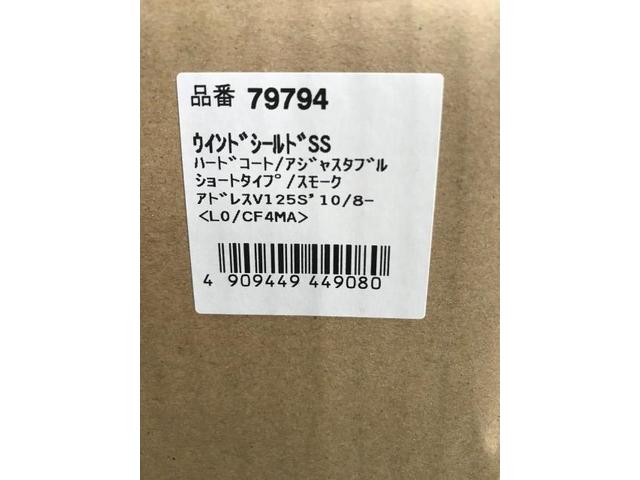 品番 79794
ｳｲﾝﾄﾞｼｰﾙﾄﾞSS
ﾊｰﾄﾞｺｰﾄ/ｱｼﾞｬｽﾀﾌﾞﾙ
ｼｮｰﾄﾀｲﾌﾟ/ｽﾓｰｸ
ｱﾄﾞﾚｽV125S'10/8-
<L0/CF4MA>
4 909449 449080